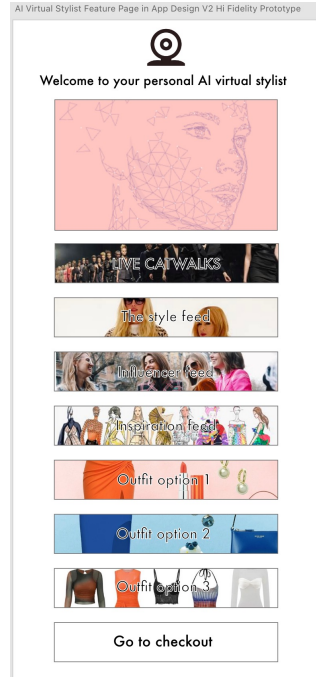 AI Virtual Stylist Feature Page in App Design V2 Hi Fidelity Prototype
Welcome to your personal AI virtual stylist
LIVE CATWALKS
The style feed
Influencer feed
Inspiration feed
Outfit option 1
Outfit option 2
Outfit option 3
Go to checkout